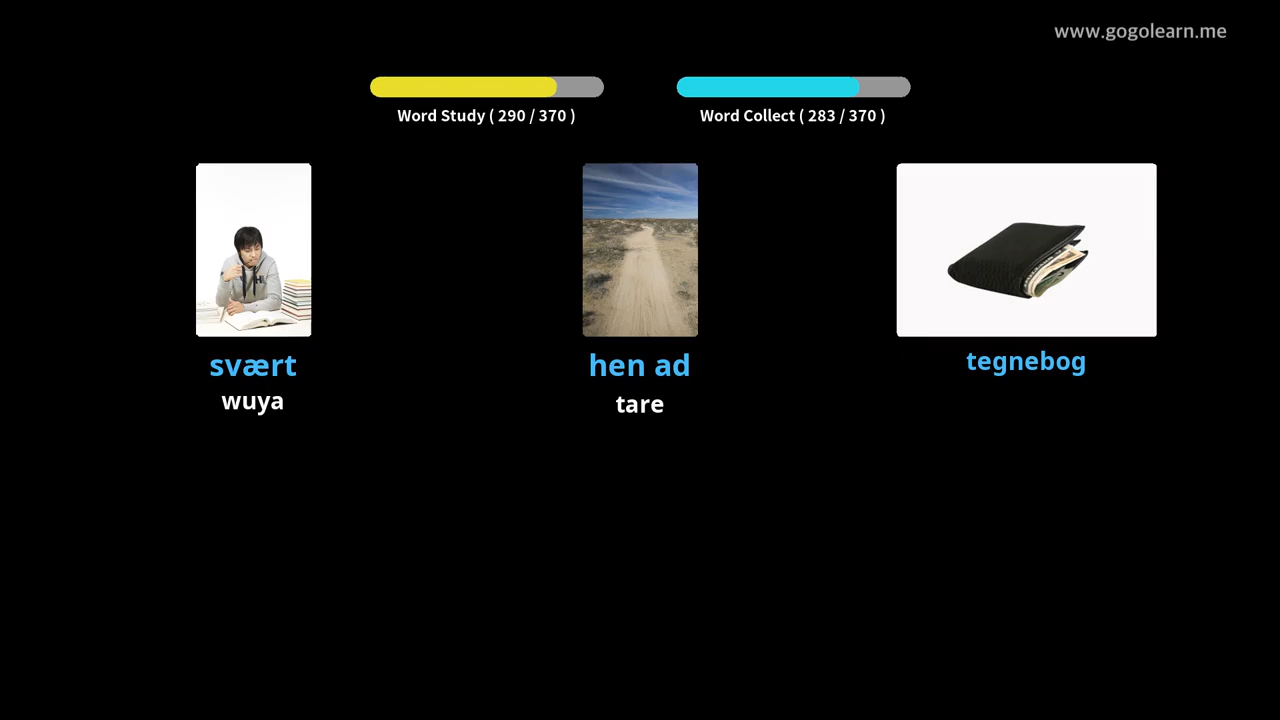 www.gogolearn.me
Word Study ( 290 / 370 )
Word Collect ( 283 / 370 )
svært
wuya
hen ad
tare
tegnebog